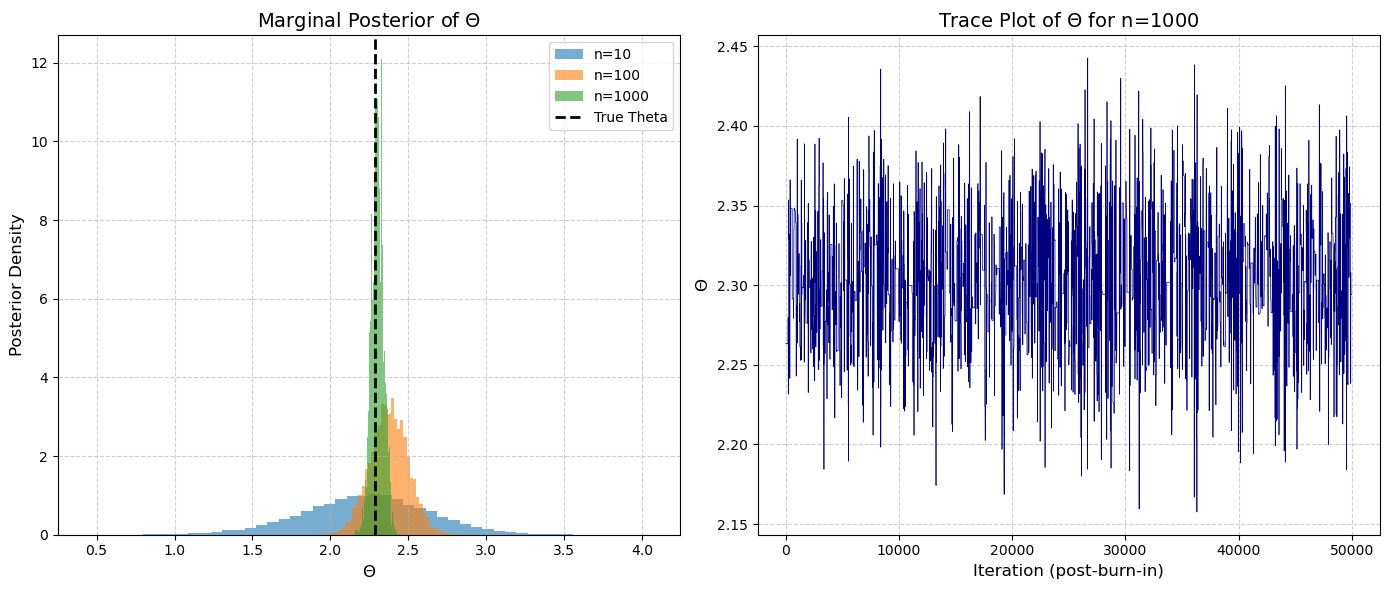 Marginal Posterior of Θ
12
10
8
6
4
2
0
Posterior Density
0.5 1.0 1.5 2.0 2.5 3.0 3.5 4.0
Θ
n=10
n=100
n=1000
True Theta
Trace Plot of Θ for n=1000
2.45
2.40
2.35
2.30
2.25
2.20
2.15
Θ
0 10000 20000 30000 40000 50000
Iteration (post-burn-in)